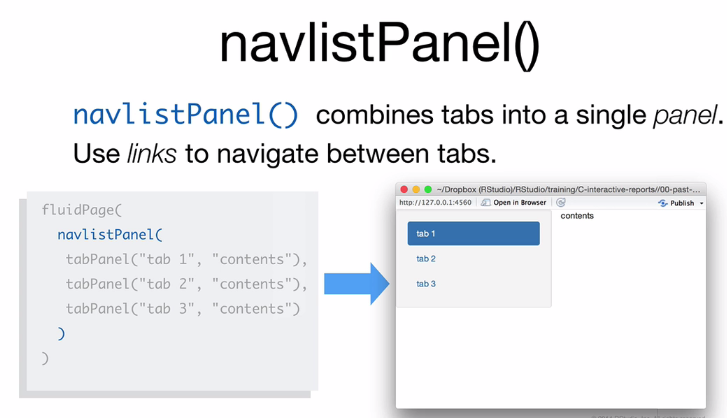 navlistPanel()
navlistPanel() combines tabs into a single panel.
Use links to navigate between tabs.
fluidPage(
navlistPanel(
tabPanel("tab 1", "contents"),
tabPanel("tab 2", "contents"),
tabPanel("tab 3", "contents")
)
)
~/Dropbox (RStudio)/RStudio/training/C-interactive-reports//00-past-...
http://127.0.0.1:4560 Open in Browser Publish
tab 1
tab 2
tab 3
contents